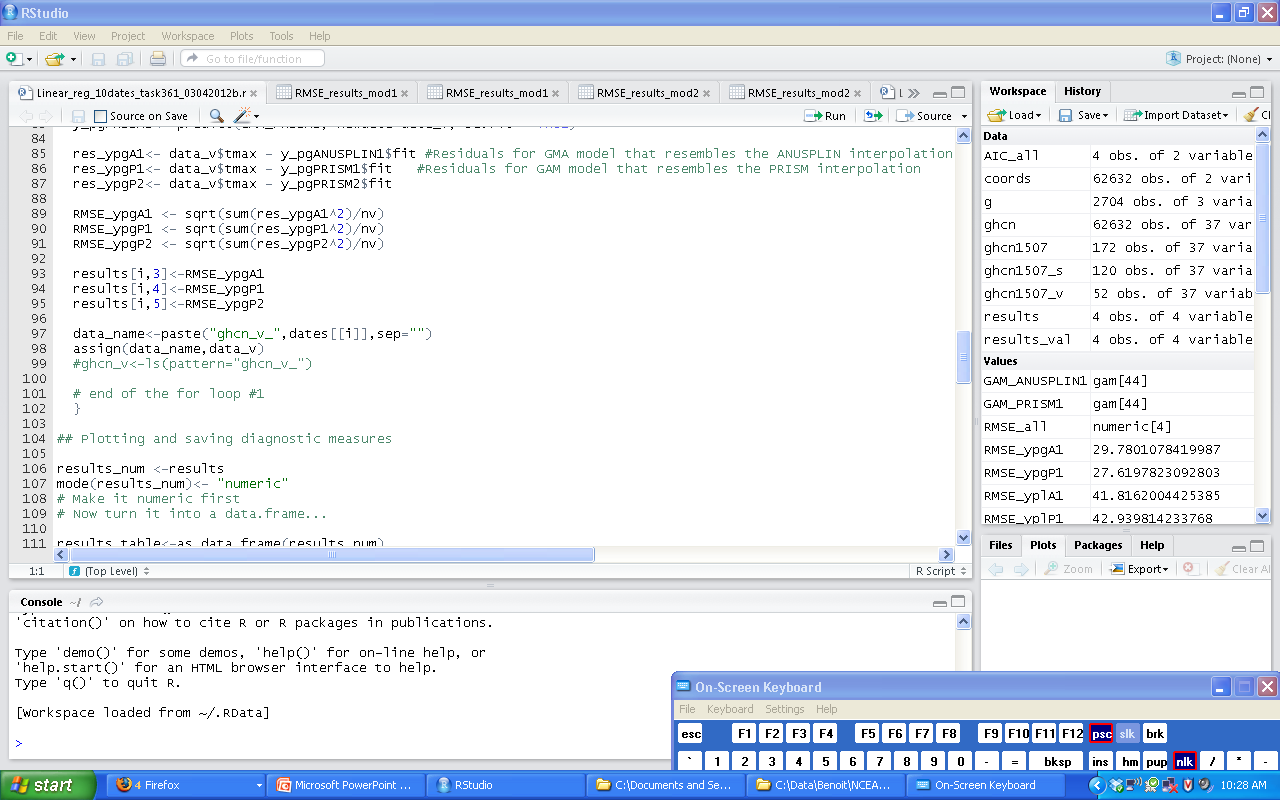 RStudio
File Edit View Project Workspace Plots Tools Help
Go to file/function
Project: (None)
Linear_reg_10dates_task361_03042012b.r RMSE_results_mod1 RMSE_results_mod1 RMSE_results_mod2 RMSE_results_mod2
Source on Save Run Source
84
85 res_ypgA1<- data_v$tmax - y_pgANUSPLIN1$fit #Residuals for GMA model that resembles the ANUSPLIN interpolation
86 res_ypgP1<- data_v$tmax - y_pgPRISM1$fit #Residuals for GAM model that resembles the PRISM interpolation
87 res_ypgP2<- data_v$tmax - y_pgPRISM2$fit
88
89 RMSE_ypgA1 <- sqrt(sum(res_ypgA1^2)/nv)
90 RMSE_ypgP1 <- sqrt(sum(res_ypgP1^2)/nv)
91 RMSE_ypgP2 <- sqrt(sum(res_ypgP2^2)/nv)
92
93 results[i,3]<-RMSE_ypgA1
94 results[i,4]<-RMSE_ypgP1
95 results[i,5]<-RMSE_ypgP2
96
97 data_name<-paste("ghcn_v_",dates[[i]],sep="")
98 assign(data_name,data_v)
99 #ghcn_v<-ls(pattern="ghcn_v_")
100
101 # end of the for loop #1
102 }
103
104 ## Plotting and saving diagnostic measures
105
106 results_num <-results
107 mode(results_num)<- "numeric"
108 # Make it numeric first
109 # Now turn it into a data.frame...
110
111 results_table<-as.data.frame(results_num)
1:1 (Top Level) R Script
Console ~/
'citation()' on how to cite R or R packages in publications.
Type 'demo()' for some demos, 'help()' for on-line help, or
'help.start()' for an HTML browser interface to help.
Type 'q()' to quit R.
[Workspace loaded from ~/.RData]
>
Workspace History
Load Save Import Dataset Cl
Data
AIC_all 4 obs. of 2 variable
coords 62632 obs. of 2 vari
g 2704 obs. of 3 varia
ghcn 62632 obs. of 37 var
ghcn1507 172 obs. of 37 varia
ghcn1507_s 120 obs. of 37 varia
ghcn1507_v 52 obs. of 37 variab
results 4 obs. of 4 variable
results_val 4 obs. of 4 variable
Values
GAM_ANUSPLIN1 gam[44]
GAM_PRISM1 gam[44]
RMSE_all numeric[4]
RMSE_ypgA1 29.7801078419987
RMSE_ypgP1 27.6197823092803
RMSE_yplA1 41.8162004425385
RMSE_yplP1 42.939814233768
Files Plots Packages Help
Zoom Export Clear Al
On-Screen Keyboard
File Keyboard Settings Help
esc F1 F2 F3 F4 F5 F6 F7 F8 F9 F10 F11 F12 psc slk brk
` 1 2 3 4 5 6 7 8 9 0 - = bksp ins hm pup nlk / * -
start 4 Firefox Microsoft PowerPoint ... RStudio C:\Documents and Se... C:\Data\Benoit\NCEA... On-Screen Keyboard 10:28 AM